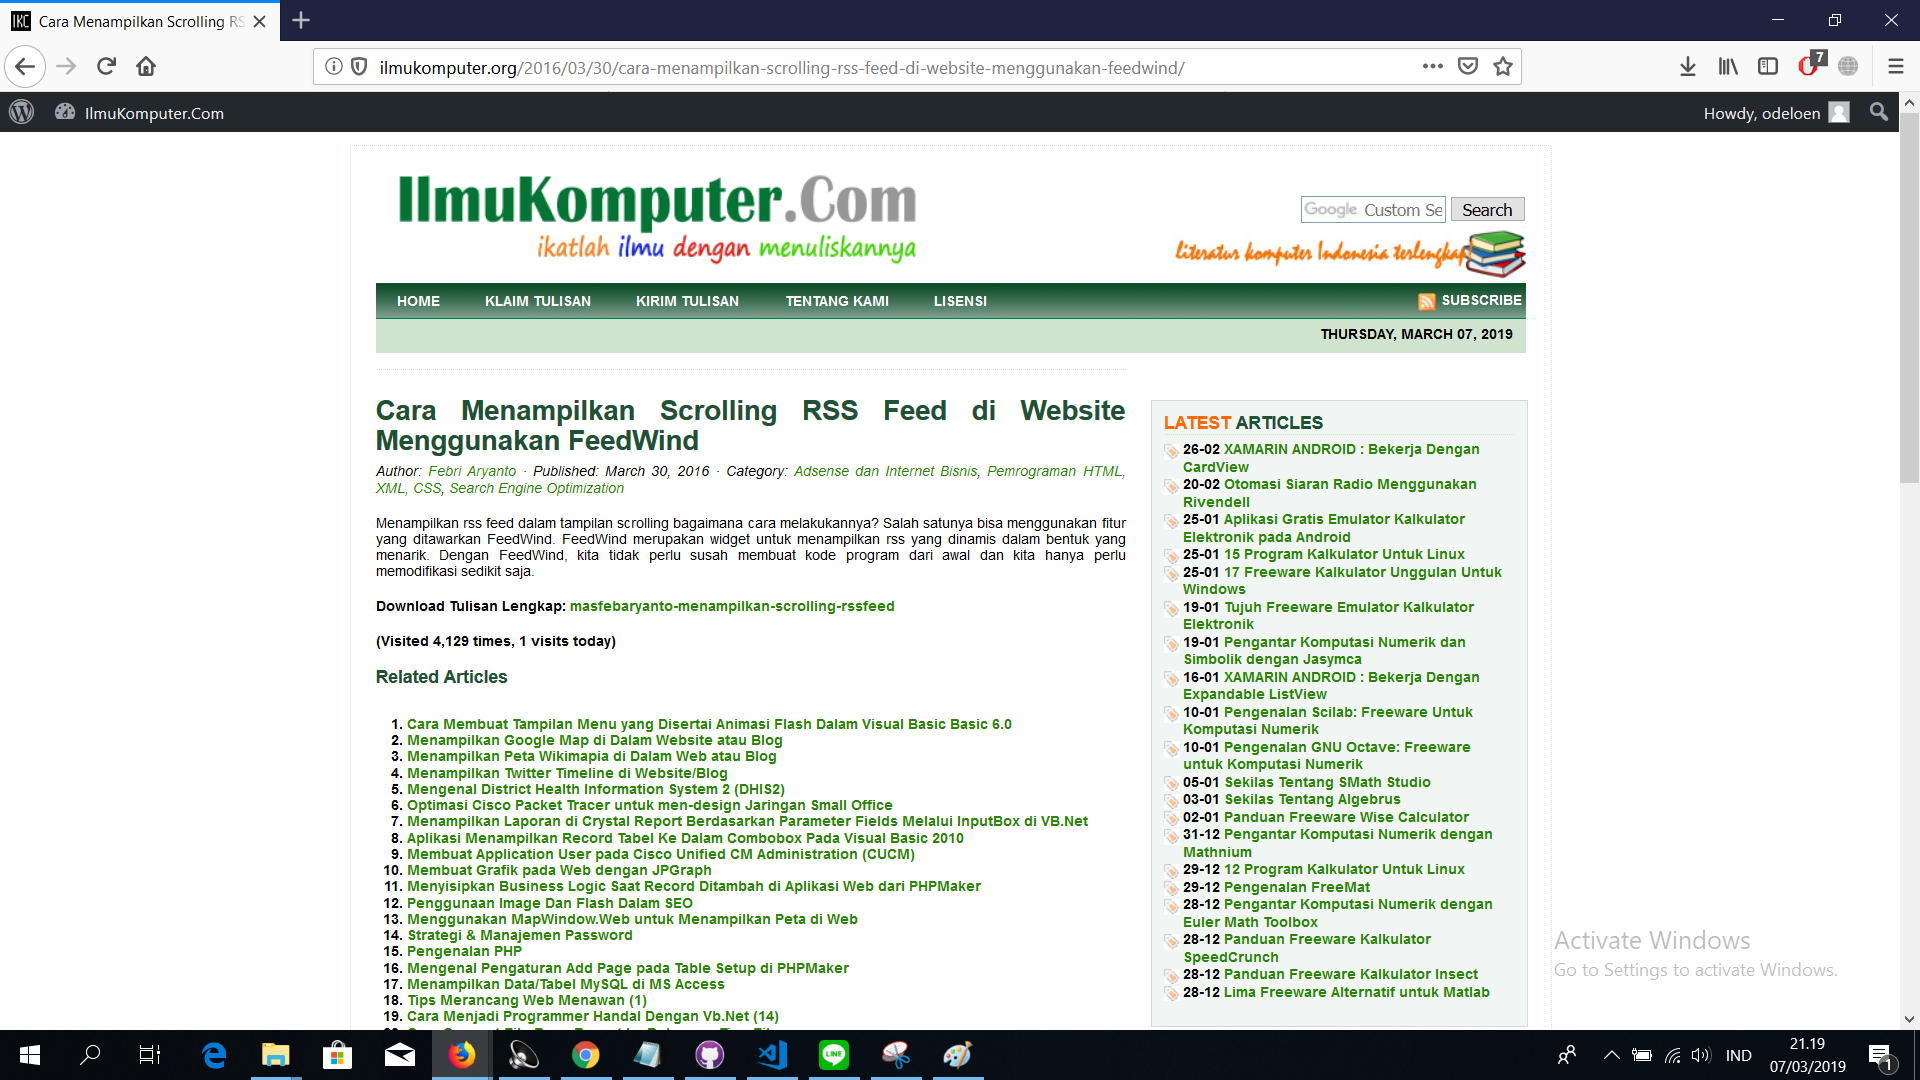 Cara Menampilkan Scrolling RS
ilmukomputer.org/2016/03/30/cara-menampilkan-scrolling-rss-feed-di-website-menggunakan-feedwind/
7
IlmuKomputer.Com
Howdy, odeloen
IlmuKomputer.Com
ikatlah ilmu dengan menuliskannya
Google Custom Se
Search
literatur komputer Indonesia terlengkap
HOME KLAIM TULISAN KIRIM TULISAN TENTANG KAMI LISENSI SUBSCRIBE
THURSDAY, MARCH 07, 2019
Cara Menampilkan Scrolling RSS Feed di Website
Menggunakan FeedWind
Author: Febri Aryanto · Published: March 30, 2016 · Category: Adsense dan Internet Bisnis, Pemrograman HTML,
XML, CSS, Search Engine Optimization
Menampilkan rss feed dalam tampilan scrolling bagaimana cara melakukannya? Salah satunya bisa menggunakan fitur
yang ditawarkan FeedWind. FeedWind merupakan widget untuk menampilkan rss yang dinamis dalam bentuk yang
menarik. Dengan FeedWind, kita tidak perlu susah membuat kode program dari awal dan kita hanya perlu
memodifikasi sedikit saja.
Download Tulisan Lengkap: masfebaryanto-menampilkan-scrolling-rssfeed
(Visited 4,129 times, 1 visits today)
Related Articles
1. Cara Membuat Tampilan Menu yang Disertai Animasi Flash Dalam Visual Basic Basic 6.0
2. Menampilkan Google Map di Dalam Website atau Blog
3. Menampilkan Peta Wikimapia di Dalam Web atau Blog
4. Menampilkan Twitter Timeline di Website/Blog
5. Mengenal District Health Information System 2 (DHIS2)
6. Optimasi Cisco Packet Tracer untuk men-design Jaringan Small Office
7. Menampilkan Laporan di Crystal Report Berdasarkan Parameter Fields Melalui InputBox di VB.Net
8. Aplikasi Menampilkan Record Tabel Ke Dalam Combobox Pada Visual Basic 2010
9. Membuat Application User pada Cisco Unified CM Administration (CUCM)
10. Membuat Grafik pada Web dengan JPGraph
11. Menyisipkan Business Logic Saat Record Ditambah di Aplikasi Web dari PHPMaker
12. Penggunaan Image Dan Flash Dalam SEO
13. Menggunakan MapWindow.Web untuk Menampilkan Peta di Web
14. Strategi & Manajemen Password
15. Pengenalan PHP
16. Mengenal Pengaturan Add Page pada Table Setup di PHPMaker
17. Menampilkan Data/Tabel MySQL di MS Access
18. Tips Merancang Web Menawan (1)
19. Cara Menjadi Programmer Handal Dengan Vb.Net (14)
LATEST ARTICLES
26-02 XAMARIN ANDROID : Bekerja Dengan
CardView
20-02 Otomasi Siaran Radio Menggunakan
Rivendell
25-01 Aplikasi Gratis Emulator Kalkulator
Elektronik pada Android
25-01 15 Program Kalkulator Untuk Linux
25-01 17 Freeware Kalkulator Unggulan Untuk
Windows
19-01 Tujuh Freeware Emulator Kalkulator
Elektronik
19-01 Pengantar Komputasi Numerik dan
Simbolik dengan Jasymca
16-01 XAMARIN ANDROID : Bekerja Dengan
Expandable ListView
10-01 Pengenalan Scilab: Freeware Untuk
Komputasi Numerik
10-01 Pengenalan GNU Octave: Freeware
untuk Komputasi Numerik
05-01 Sekilas Tentang SMath Studio
03-01 Sekilas Tentang Algebrus
02-01 Panduan Freeware Wise Calculator
31-12 Pengantar Komputasi Numerik dengan
Mathnium
29-12 12 Program Kalkulator Untuk Linux
29-12 Pengenalan FreeMat
28-12 Pengantar Komputasi Numerik dengan
Euler Math Toolbox
28-12 Panduan Freeware Kalkulator
SpeedCrunch
28-12 Panduan Freeware Kalkulator Insect
28-12 Lima Freeware Alternatif untuk Matlab
Activate Windows
Go to Settings to activate Windows.
IND
21.19
07/03/2019
1